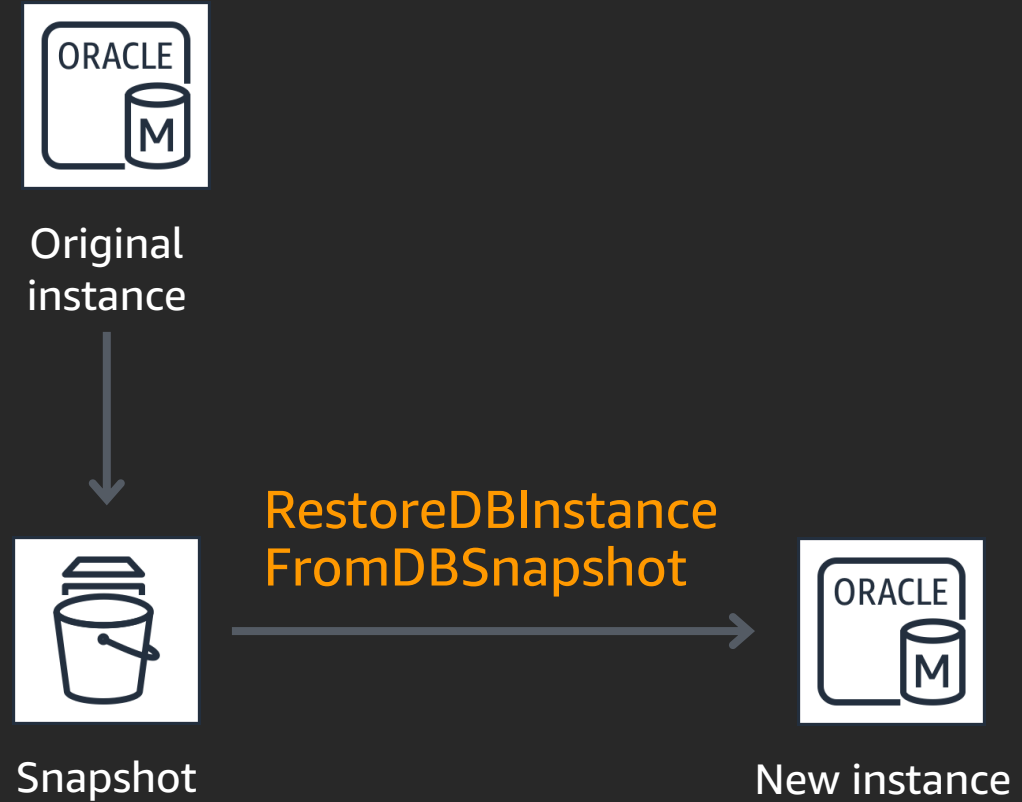 ORACLE
M
Original
instance
RestoreDBInstance
FromDBSnapshot
ORACLE
M
Snapshot
New instance